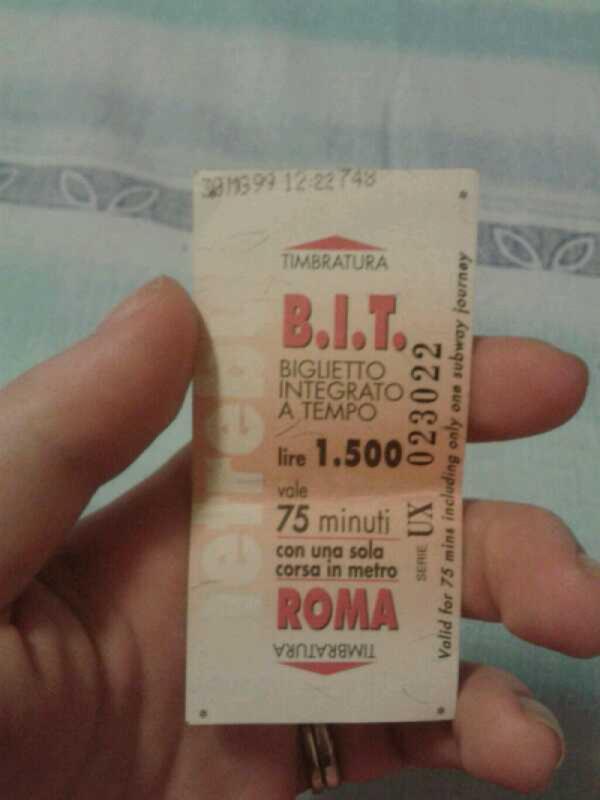 30MG99 12:22 748
TIMBRATURA
B.I.T.
BIGLIETTO
INTEGRATO
A TEMPO
lire 1.500
vale
75 minuti
con una sola
corsa in metro
ROMA
TIMBRATURA
SERIE UX 023022
Valid for 75 mins including only one subway journey